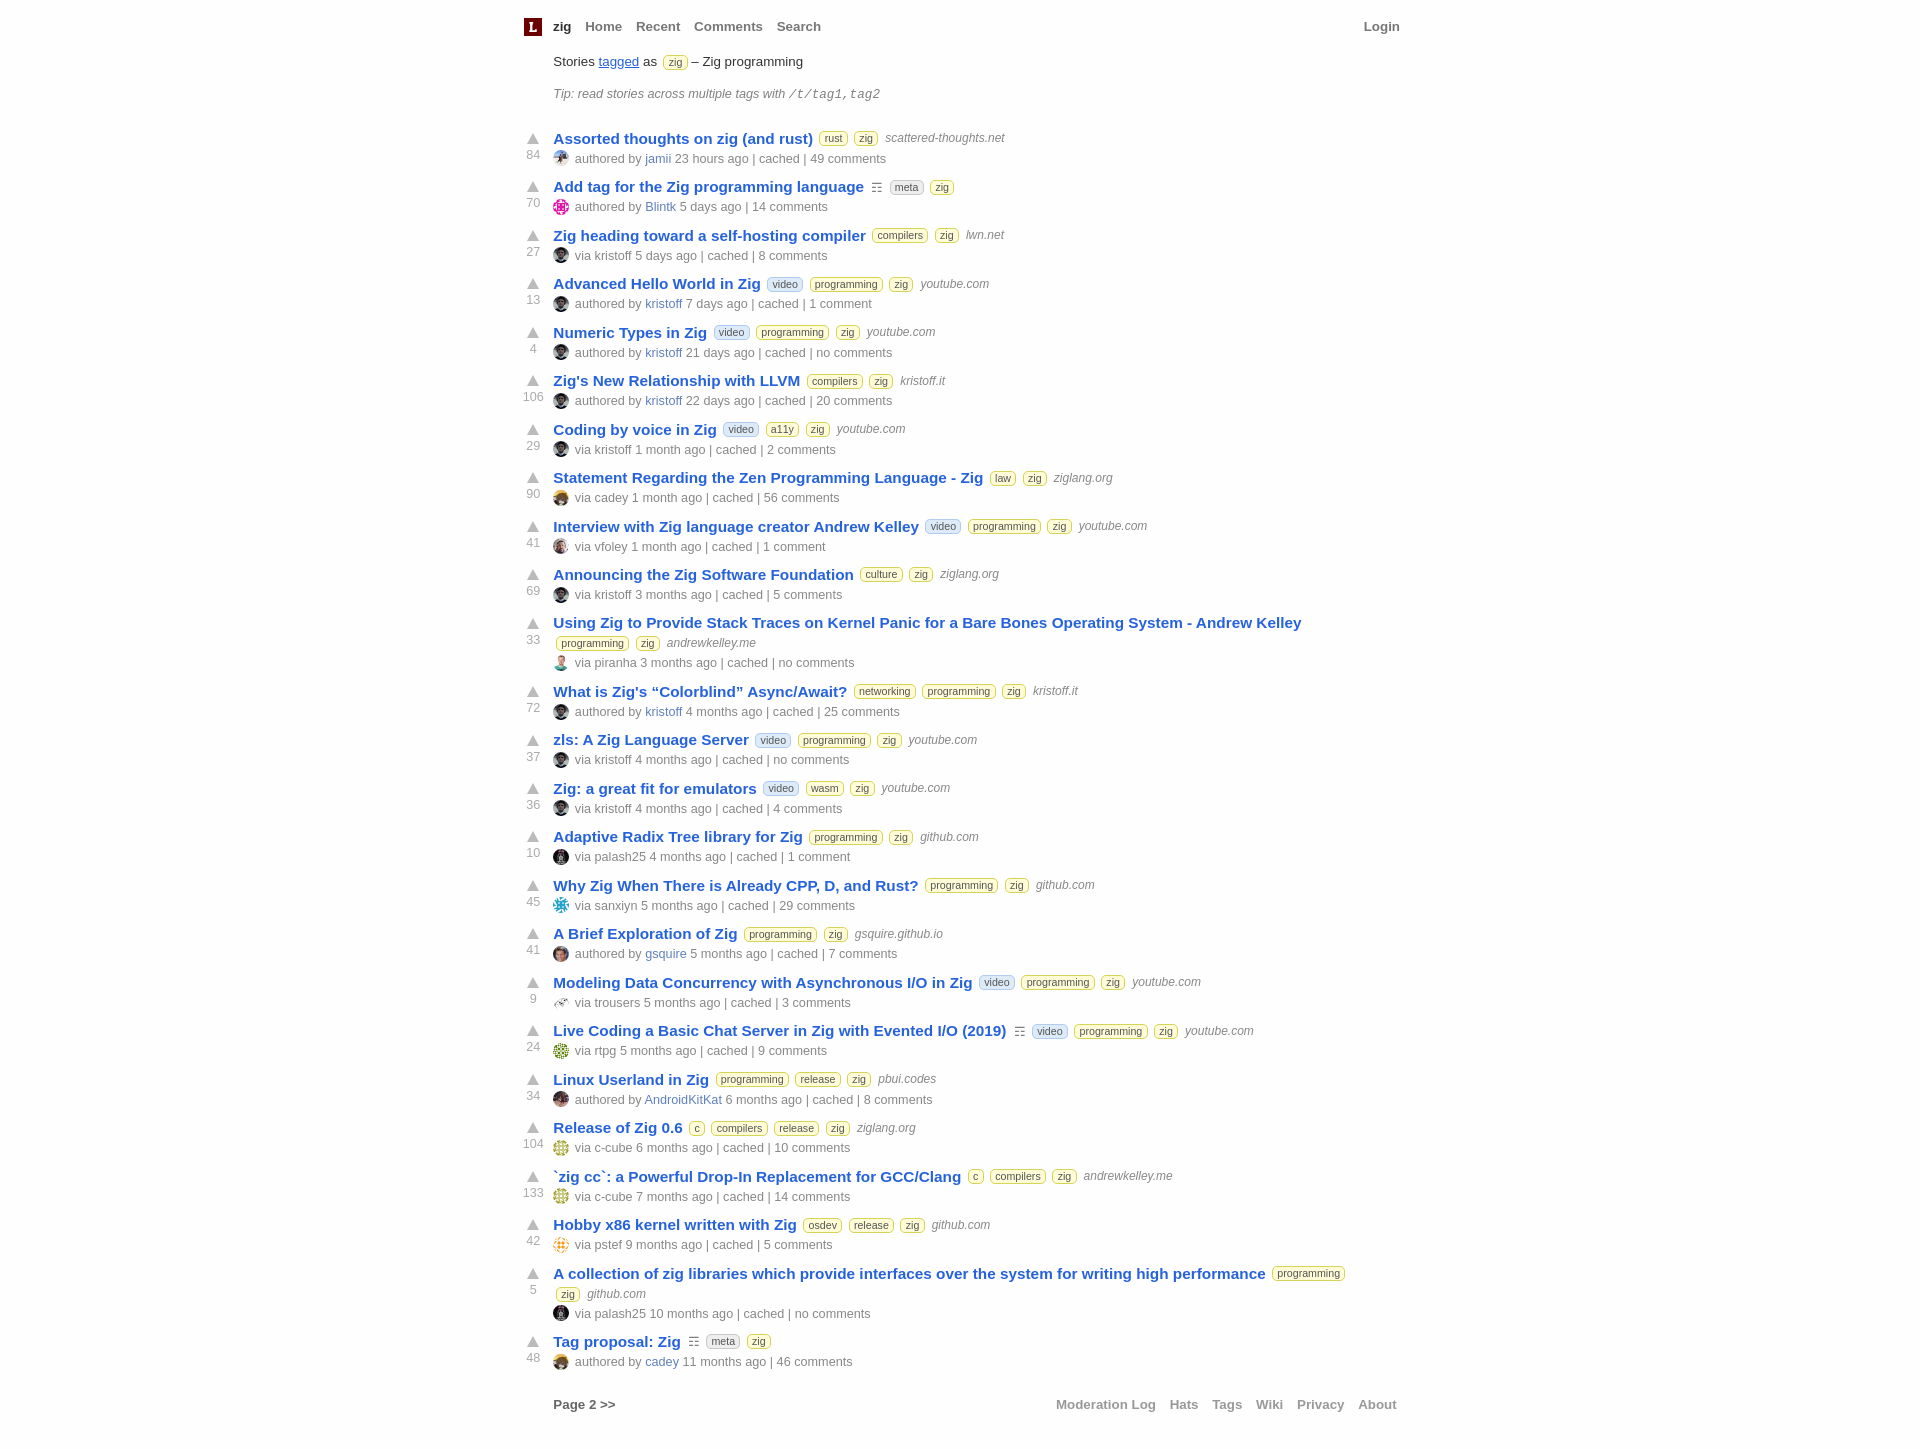 L zig Home Recent Comments Search Login
Stories tagged as zig – Zig programming
Tip: read stories across multiple tags with /t/tag1,tag2
Assorted thoughts on zig (and rust) rust zig scattered-thoughts.net
84 authored by jamii 23 hours ago | cached | 49 comments
Add tag for the Zig programming language ☶ meta zig
70 authored by Blintk 5 days ago | 14 comments
Zig heading toward a self-hosting compiler compilers zig lwn.net
27 via kristoff 5 days ago | cached | 8 comments
Advanced Hello World in Zig video programming zig youtube.com
13 authored by kristoff 7 days ago | cached | 1 comment
Numeric Types in Zig video programming zig youtube.com
4 authored by kristoff 21 days ago | cached | no comments
Zig's New Relationship with LLVM compilers zig kristoff.it
106 authored by kristoff 22 days ago | cached | 20 comments
Coding by voice in Zig video a11y zig youtube.com
29 via kristoff 1 month ago | cached | 2 comments
Statement Regarding the Zen Programming Language - Zig law zig ziglang.org
90 via cadey 1 month ago | cached | 56 comments
Interview with Zig language creator Andrew Kelley video programming zig youtube.com
41 via vfoley 1 month ago | cached | 1 comment
Announcing the Zig Software Foundation culture zig ziglang.org
69 via kristoff 3 months ago | cached | 5 comments
Using Zig to Provide Stack Traces on Kernel Panic for a Bare Bones Operating System - Andrew Kelley
33 programming zig andrewkelley.me
via piranha 3 months ago | cached | no comments
What is Zig's “Colorblind” Async/Await? networking programming zig kristoff.it
72 authored by kristoff 4 months ago | cached | 25 comments
zls: A Zig Language Server video programming zig youtube.com
37 via kristoff 4 months ago | cached | no comments
Zig: a great fit for emulators video wasm zig youtube.com
36 via kristoff 4 months ago | cached | 4 comments
Adaptive Radix Tree library for Zig programming zig github.com
10 via palash25 4 months ago | cached | 1 comment
Why Zig When There is Already CPP, D, and Rust? programming zig github.com
45 via sanxiyn 5 months ago | cached | 29 comments
A Brief Exploration of Zig programming zig gsquire.github.io
41 authored by gsquire 5 months ago | cached | 7 comments
Modeling Data Concurrency with Asynchronous I/O in Zig video programming zig youtube.com
9 via trousers 5 months ago | cached | 3 comments
Live Coding a Basic Chat Server in Zig with Evented I/O (2019) ☶ video programming zig youtube.com
24 via rtpg 5 months ago | cached | 9 comments
Linux Userland in Zig programming release zig pbui.codes
34 authored by AndroidKitKat 6 months ago | cached | 8 comments
Release of Zig 0.6 c compilers release zig ziglang.org
104 via c-cube 6 months ago | cached | 10 comments
`zig cc`: a Powerful Drop-In Replacement for GCC/Clang c compilers zig andrewkelley.me
133 via c-cube 7 months ago | cached | 14 comments
Hobby x86 kernel written with Zig osdev release zig github.com
42 via pstef 9 months ago | cached | 5 comments
A collection of zig libraries which provide interfaces over the system for writing high performance programming
5 zig github.com
via palash25 10 months ago | cached | no comments
Tag proposal: Zig ☶ meta zig
48 authored by cadey 11 months ago | 46 comments
Page 2 >> Moderation Log Hats Tags Wiki Privacy About